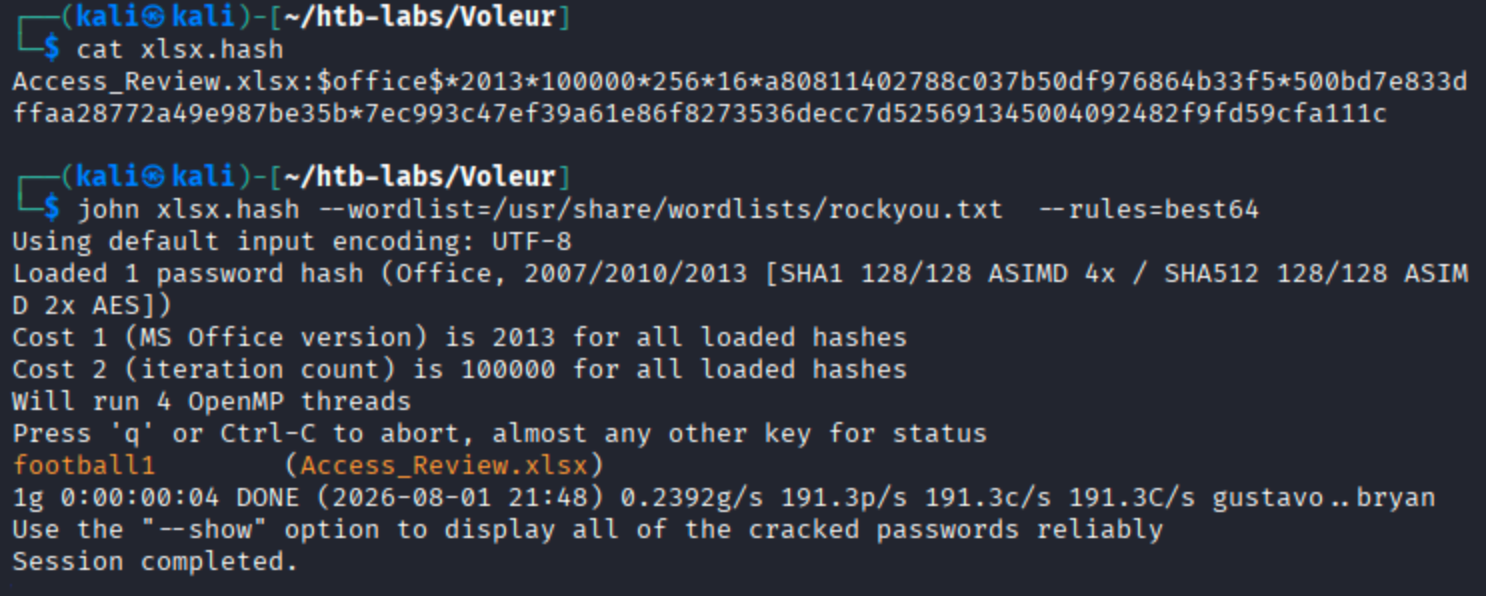 ┌──(kali㉿kali)-[~/htb-labs/Voleur]
└─$ cat xlsx.hash
Access_Review.xlsx:$office$*2013*100000*256*16*a80811402788c037b50df976864b33f5*500bd7e833d
ffaa28772a49e987be35b*7ec993c47ef39a61e86f8273536decc7d525691345004092482f9fd59cfa111c
┌──(kali㉿kali)-[~/htb-labs/Voleur]
└─$ john xlsx.hash --wordlist=/usr/share/wordlists/rockyou.txt  --rules=best64
Using default input encoding: UTF-8
Loaded 1 password hash (Office, 2007/2010/2013 [SHA1 128/128 ASIMD 4x / SHA512 128/128 ASIM
D 2x AES])
Cost 1 (MS Office version) is 2013 for all loaded hashes
Cost 2 (iteration count) is 100000 for all loaded hashes
Will run 4 OpenMP threads
Press 'q' or Ctrl-C to abort, almost any other key for status
football1        (Access_Review.xlsx)
1g 0:00:00:04 DONE (2026-08-01 21:48) 0.2392g/s 191.3p/s 191.3c/s 191.3C/s gustavo..bryan
Use the "--show" option to display all of the cracked passwords reliably
Session completed.